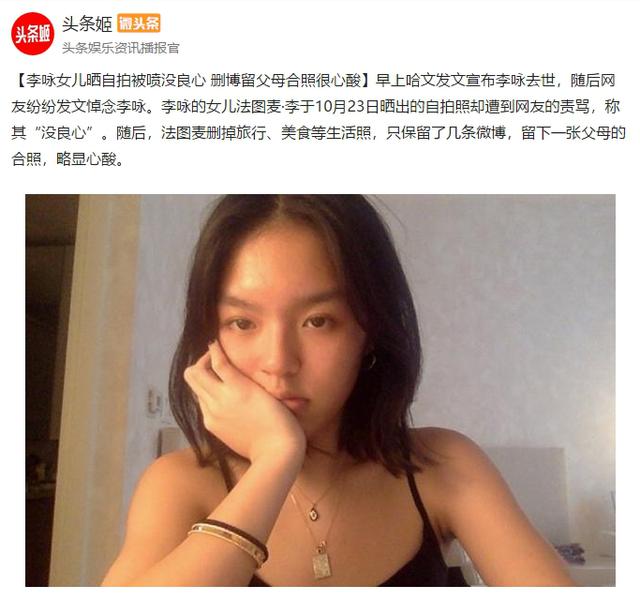 头条姬
头条姬 微头条
头条娱乐资讯播报官
【李咏女儿晒自拍被喷没良心 删博留父母合照很心酸】早上哈文发文宣布李咏去世，随后网
友纷纷发文悼念李咏。李咏的女儿法图麦·李于10月23日晒出的自拍照却遭到网友的责骂，称
其“没良心”。随后，法图麦删掉旅行、美食等生活照，只保留了几条微博，留下一张父母的
合照，略显心酸。